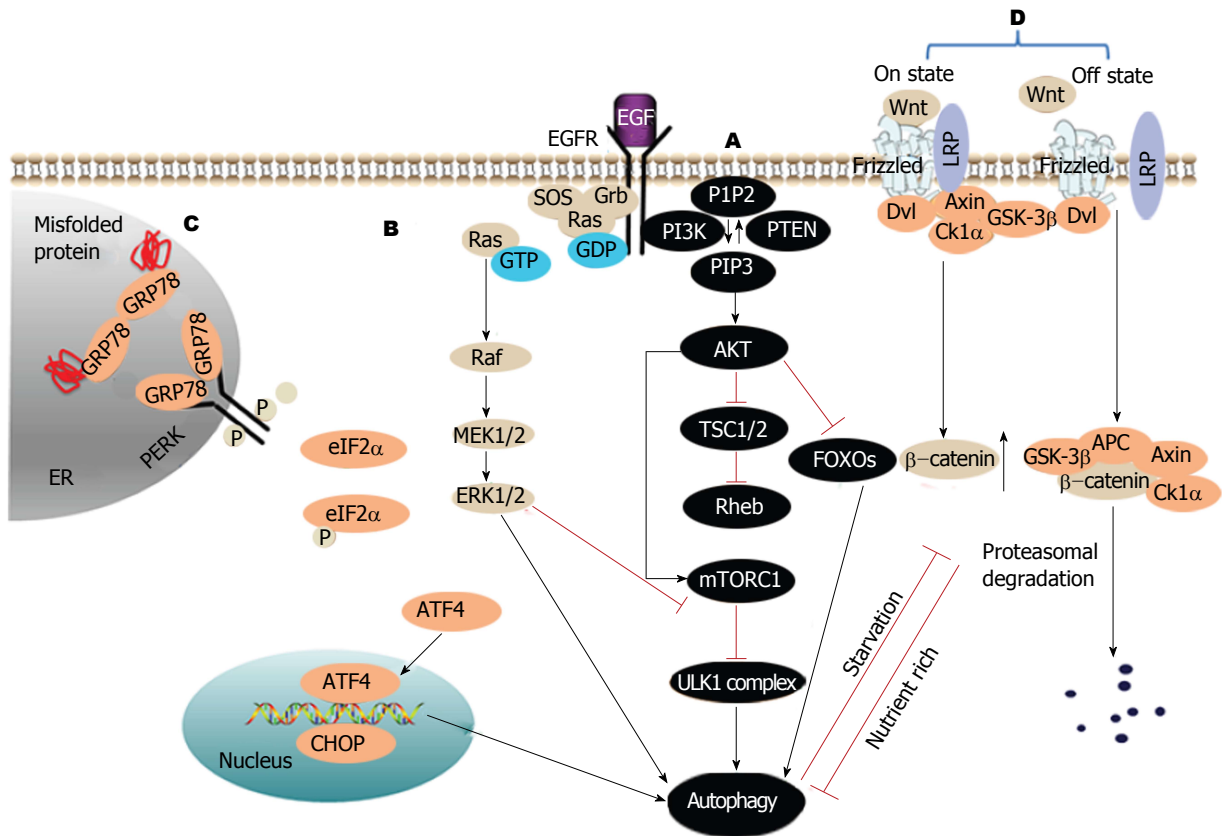 D
On state
Off state
Wnt
Wnt
EGF
EGFR
A
LRP
LRP
Frizzled
Frizzled
SOS
Grb
Ras
GDP
P1P2
PI3K
PTEN
PIP3
Dvl
Axin
Ck1α
GSK-3β
Dvl
Misfolded
protein
C
B
Ras
GTP
GRP78
GRP78
GRP78
GRP78
P
P
PERK
ER
Raf
MEK1/2
ERK1/2
AKT
TSC1/2
Rheb
FOXOs
β−catenin
GSK-3β
APC
Axin
β−catenin
Ck1α
eIF2α
eIF2α
P
mTORC1
Proteasomal
degradation
Starvation
Nutrient rich
ATF4
ATF4
CHOP
Nucleus
ULK1 complex
Autophagy